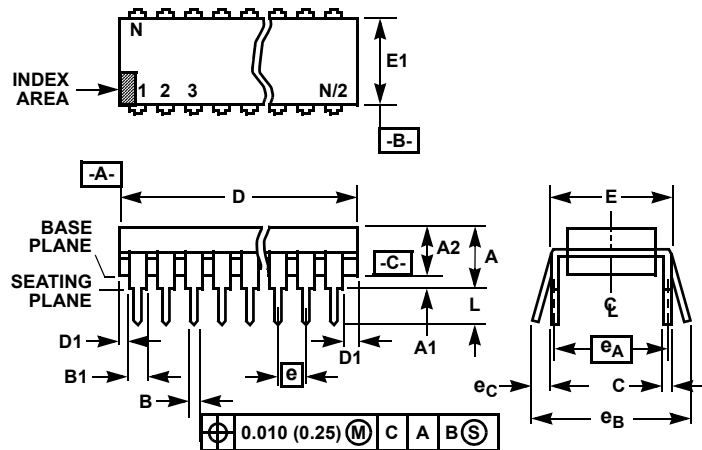 N
E1
INDEX
AREA
1 2 3 N/2
-B-
-A-
D
E
BASE
PLANE
A2
A
-C-
SEATING
PLANE
L
C
L
D1
A1
D1
eA
B1
e
eC
C
B
eB
0.010 (0.25) M C A B S